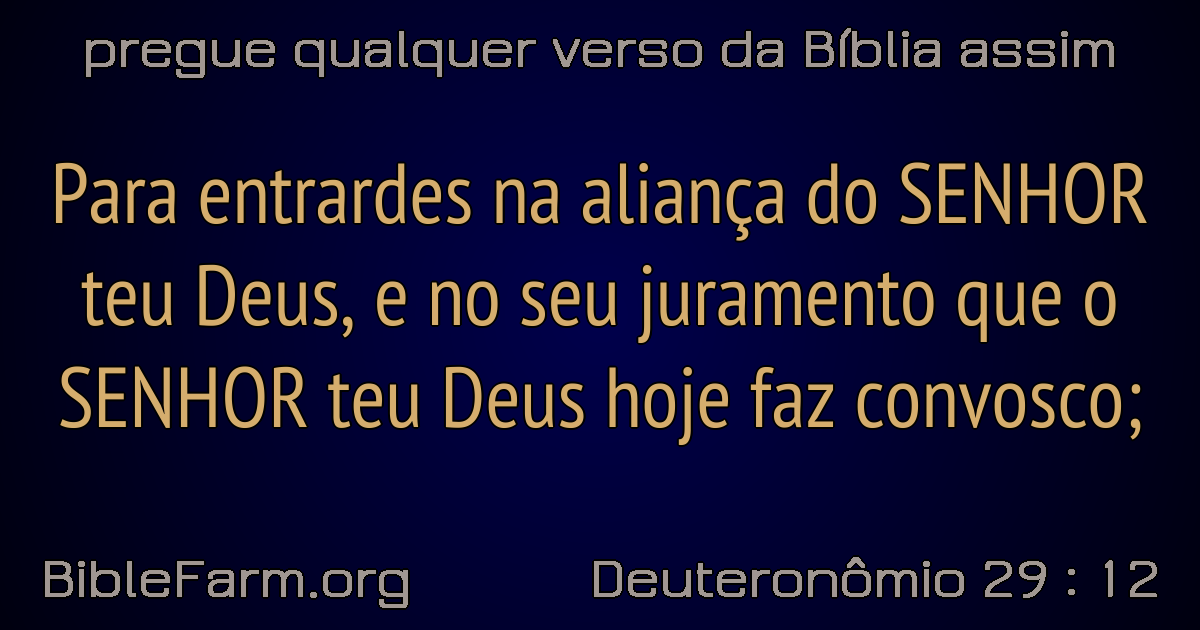 pregue qualquer verso da Bíblia assim
Para entrardes na aliança do SENHOR
teu Deus, e no seu juramento que o
SENHOR teu Deus hoje faz convosco;
BibleFarm.org
Deuteronômio 29 : 12